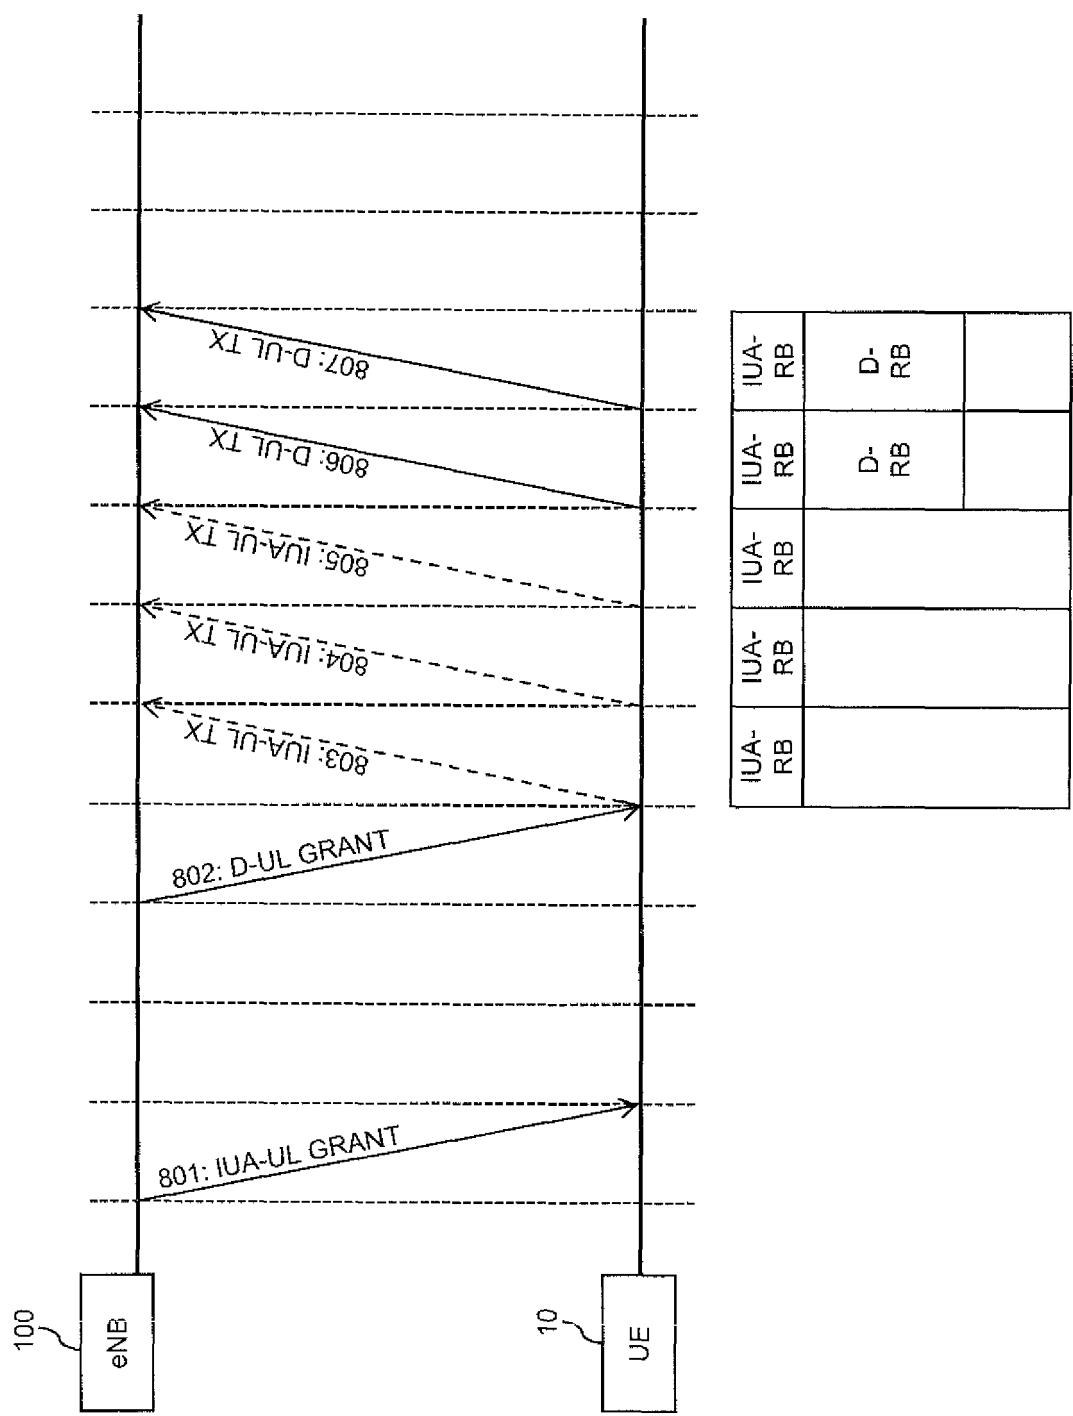 100
eNB
10
UE
801: IUA-UL GRANT
802: D-UL GRANT
803: IUA-UL TX
804: IUA-UL TX
805: IUA-UL TX
806: D-UL TX
807: D-UL TX
IUA-
RB
IUA-
RB
IUA-
RB
IUA-
RB
IUA-
RB
D-
RB
D-
RB